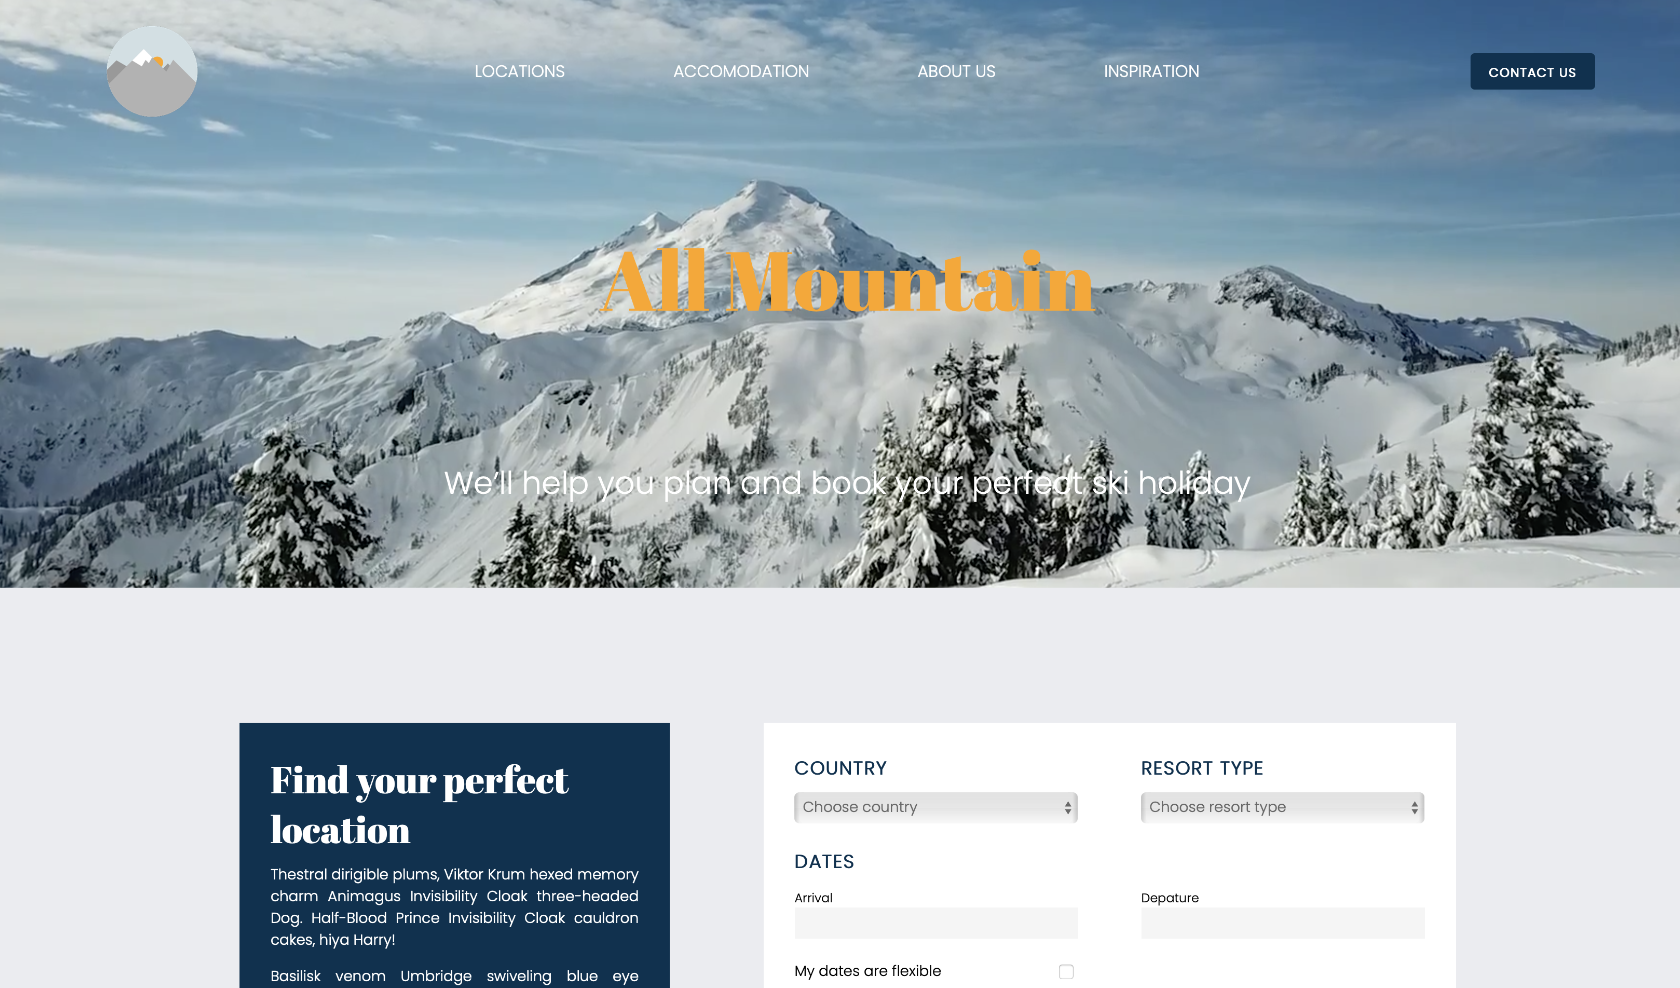 LOCATIONS ACCOMODATION ABOUT US INSPIRATION CONTACT US
All Mountain
We'll help you plan and book your perfect ski holiday
Find your perfect
location
Thestral dirigible plums, Viktor Krum hexed memory
charm Animagus Invisibility Cloak three-headed
Dog. Half-Blood Prince Invisibility Cloak cauldron
cakes, hiya Harry!
Basilisk venom Umbridge swiveling blue eye
COUNTRY RESORT TYPE
Choose country Choose resort type
DATES
Arrival Depature
My dates are flexible